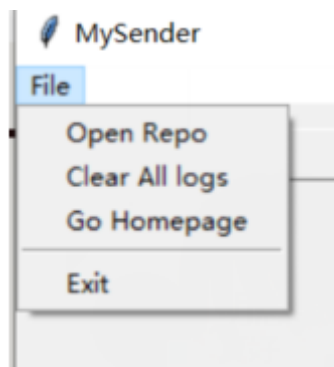 MySender
File
Open Repo
Clear All logs
Go Homepage
Exit